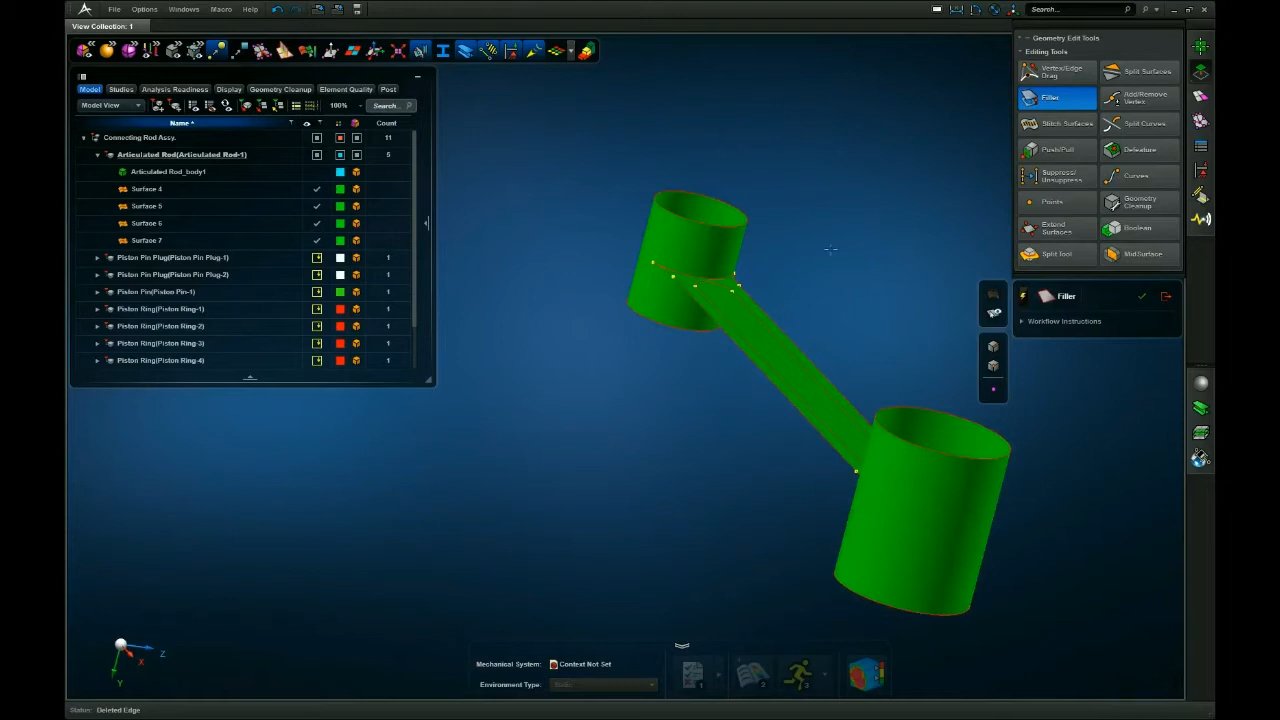 File Options Windows Macro Help Search...
View Collection: 1
Model Studies Analysis Readiness Display Geometry Cleanup Element Quality Post
Model View 100% Search...
Name Count
Connecting Rod Assy. 11
Articulated Rod(Articulated Rod-1) 5
Articulated Rod_body1
Surface 4
Surface 5
Surface 6
Surface 7
Piston Pin Plug(Piston Pin Plug-1) 1
Piston Pin Plug(Piston Pin Plug-2) 1
Piston Pin(Piston Pin-1) 1
Piston Ring(Piston Ring-1) 1
Piston Ring(Piston Ring-2) 1
Piston Ring(Piston Ring-3) 1
Piston Ring(Piston Ring-4) 1
Geometry Edit Tools
Editing Tools
Vertex/Edge Drag
Split Surfaces
Filler
Add/Remove Vertex
Stitch Surfaces
Split Curves
Push/Pull
Defeature
Suppress/ Unsuppress
Curves
Points
Geometry Cleanup
Extend Surfaces
Boolean
Split Tool
MidSurface
Filler
Workflow Instructions
Z
X
Y
Mechanical System: Context Not Set
Environment Type: Static
1 2 3
Status: Deleted Edge